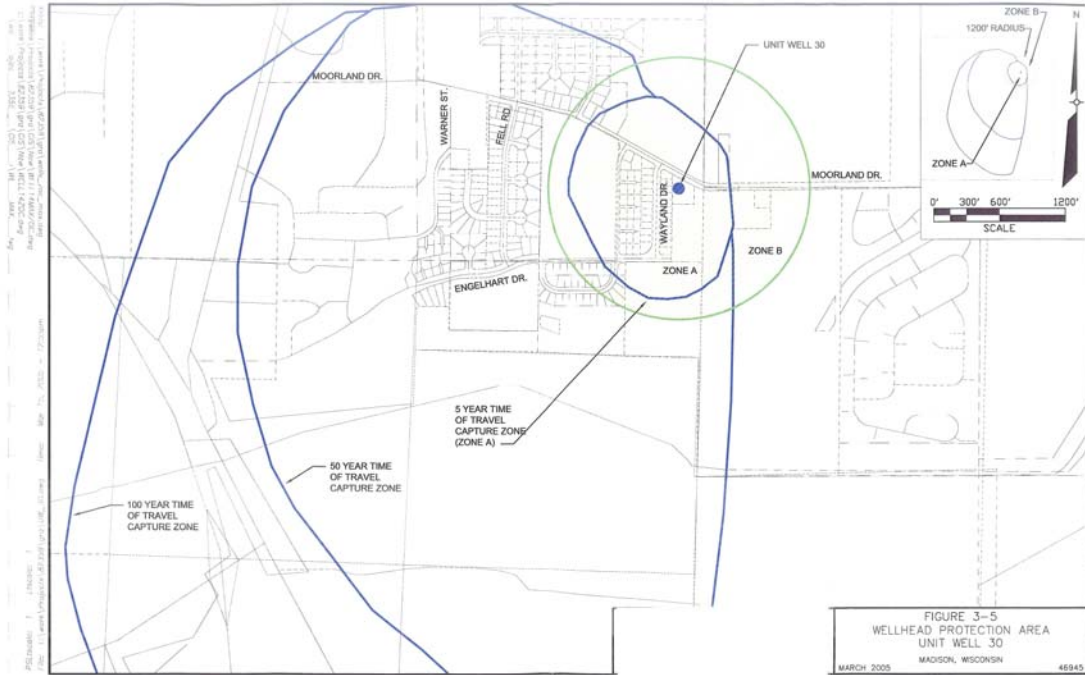 ZONE B
N
1200' RADIUS
UNIT WELL 30
MOORLAND DR.
WARNER ST.
FELL RD.
ZONE A
MOORLAND DR.
WAYLAND DR.
0' 300' 600' 1200'
SCALE
ZONE B
ZONE A
ENGELHART DR.
5 YEAR TIME
OF TRAVEL
CAPTURE ZONE
(ZONE A)
50 YEAR TIME
OF TRAVEL
CAPTURE ZONE
100 YEAR TIME
OF TRAVEL
CAPTURE ZONE
FIGURE 3-5
WELLHEAD PROTECTION AREA
UNIT WELL 30
MADISON, WISCONSIN
MARCH 2005 46945